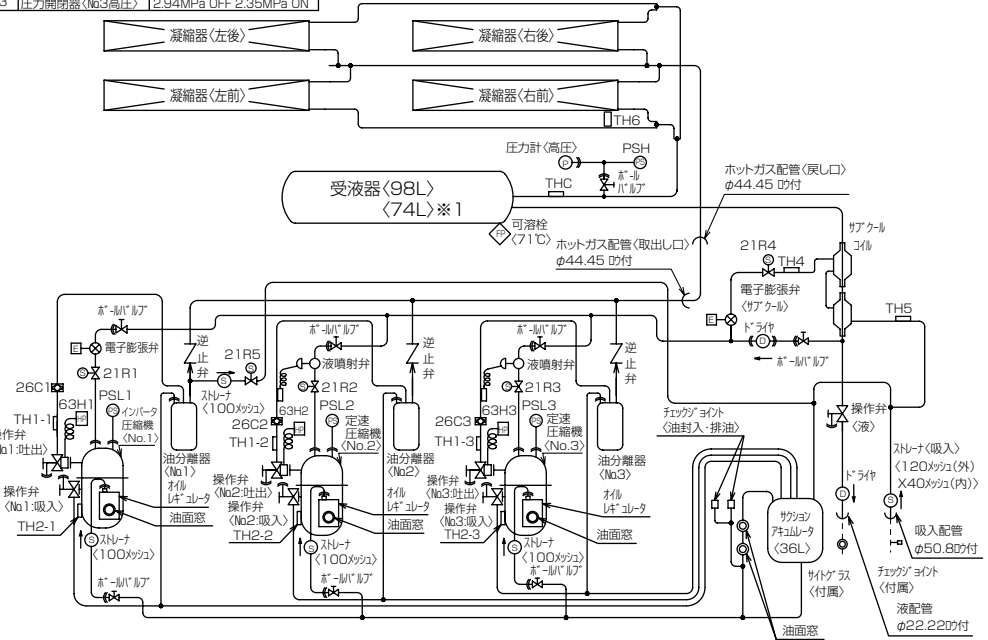 圧力開閉器〈No.3高圧〉 2.94MPa OFF 2.35MPa ON
凝縮器〈左後〉
凝縮器〈右後〉
凝縮器〈左前〉
凝縮器〈右前〉
TH6
圧力計〈高圧〉
PSH
P
PS
ボール
バルブ
THC
受液器〈98L〉
〈74L〉※1
FP
可溶栓
〈71℃〉
ホットガス配管〈戻し口〉
φ44.45 ロウ付
ホットガス配管〈取出し口〉
φ44.45 ロウ付
サブクール
コイル
21R4
S
TH4
電子膨張弁
〈サブクール〉
E
ドライヤ
D
ボールバルブ
TH5
ボールバルブ
E
電子膨張弁
S
21R1
26C1
63H1
HP
PSL1
PS
インバータ
圧縮機
〈No.1〉
TH1-1
操作弁
No.1:吐出〉
操作弁
〈No.1:吸入〉
TH2-1
逆止弁
21R5
S
S
ストレーナ
〈100メッシュ〉
油分離器
〈No.1〉
オイル
レギュレータ
油面窓
S
ストレーナ
〈100メッシュ〉
ボールバルブ
ボールバルブ
液噴射弁
S
21R2
63H2
HP
26C2
TH1-2
PSL2
PS
定速
圧縮機
〈No.2〉
操作弁
〈No.2:吐出〉
操作弁
〈No.2:吸入〉
TH2-2
逆止弁
油分離器
〈No.2〉
オイル
レギュレータ
油面窓
S
ストレーナ
〈100メッシュ〉
ボールバルブ
ボールバルブ
液噴射弁
S
21R3
63H3
HP
26C3
TH1-3
PSL3
PS
定速
圧縮機
〈No.3〉
操作弁
〈No.3:吐出〉
操作弁
〈No.3:吸入〉
TH2-3
逆止弁
油分離器
〈No.3〉
オイル
レギュレータ
油面窓
S
ストレーナ
〈100メッシュ〉
ボールバルブ
チェックジョイント
〈油封入・排油〉
操作弁
〈液〉
ストレーナ〈吸入〉
〈120メッシュ(外)
X40メッシュ(内)〉
ドライヤ
D
S
サクション
アキュムレータ
〈36L〉
吸入配管
φ50.8ロウ付
サイトグラス
〈付属〉
チェックジョイント
〈付属〉
液配管
φ22.22ロウ付
油面窓